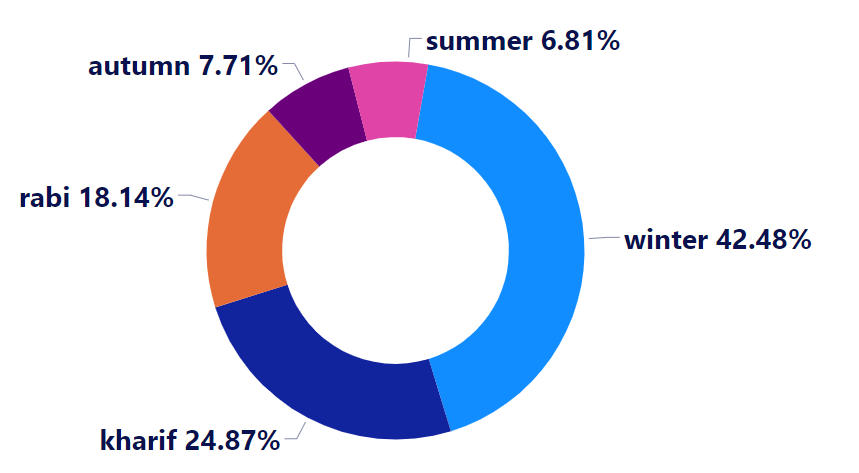 summer 6.81%
autumn 7.71%
rabi 18.14%
winter 42.48%
kharif 24.87%